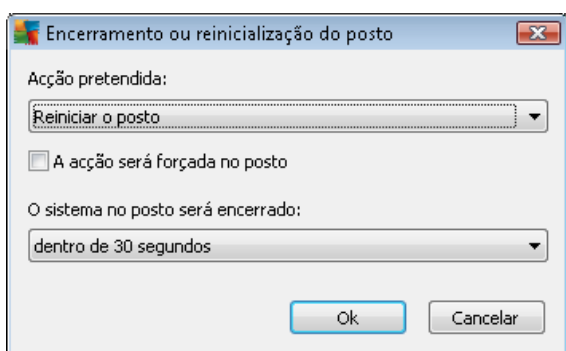 Encerramento ou reinicialização do posto
Acção pretendida:
Reiniciar o posto
A acção será forçada no posto
O sistema no posto será encerrado:
dentro de 30 segundos
Ok
Cancelar